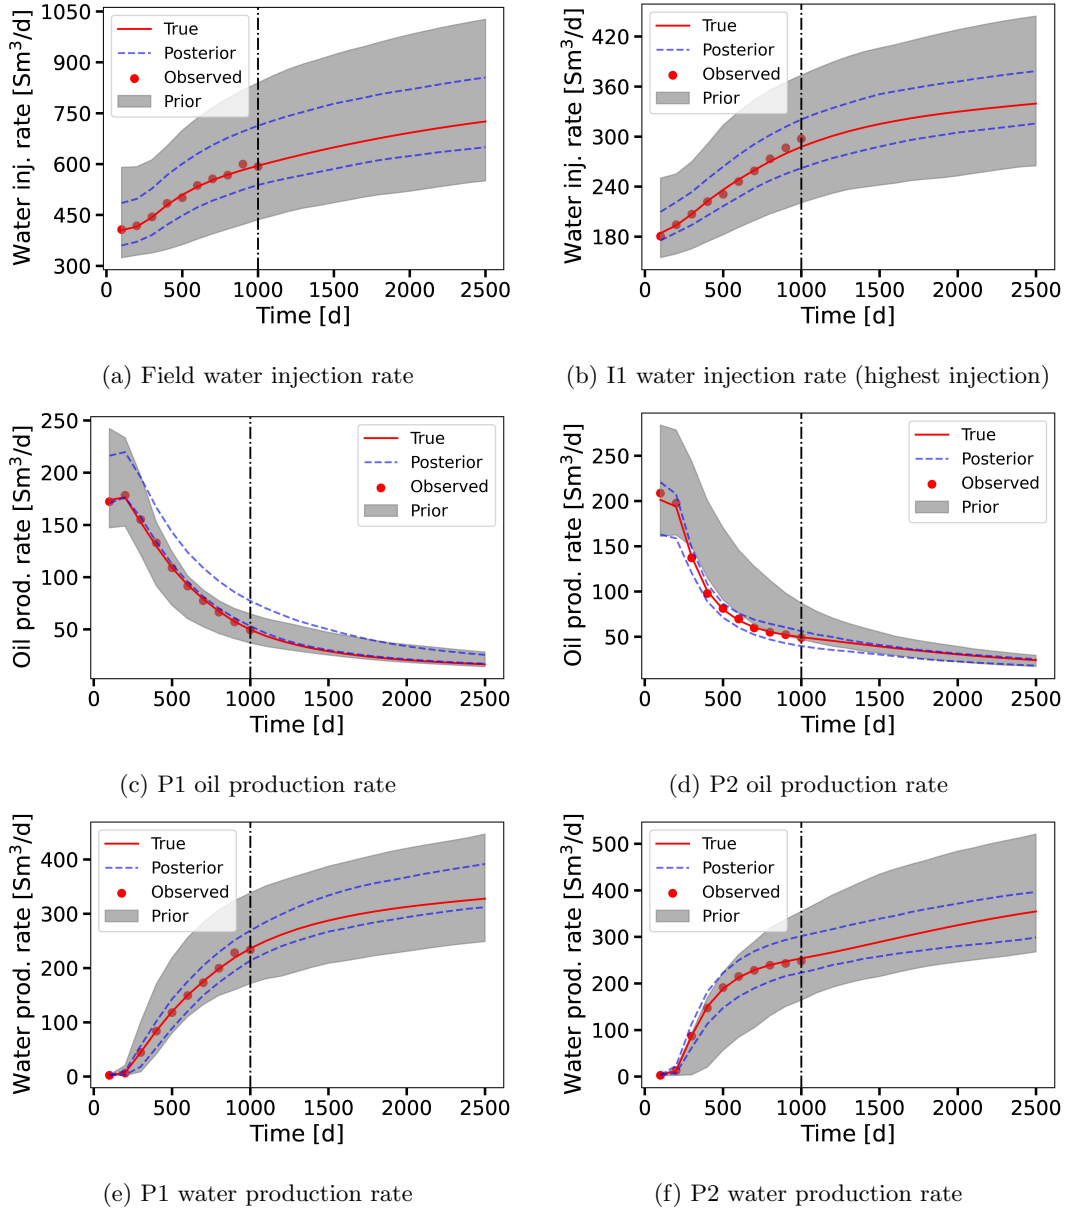 1050
900
750
600
450
300
Water inj. rate [Sm³/d]
True
Posterior
Observed
Prior
0 500 1000 1500 2000 2500
Time [d]
(a) Field water injection rate
420
360
300
240
180
Water inj. rate [Sm³/d]
True
Posterior
Observed
Prior
0 500 1000 1500 2000 2500
Time [d]
(b) I1 water injection rate (highest injection)
250
200
150
100
50
Oil prod. rate [Sm³/d]
True
Posterior
Observed
Prior
0 500 1000 1500 2000 2500
Time [d]
(c) P1 oil production rate
250
200
150
100
50
0
Oil prod. rate [Sm³/d]
True
Posterior
Observed
Prior
0 500 1000 1500 2000 2500
Time [d]
(d) P2 oil production rate
400
300
200
100
0
Water prod. rate [Sm³/d]
True
Posterior
Observed
Prior
0 500 1000 1500 2000 2500
Time [d]
(e) P1 water production rate
500
400
300
200
100
0
Water prod. rate [Sm³/d]
True
Posterior
Observed
Prior
0 500 1000 1500 2000 2500
Time [d]
(f) P2 water production rate